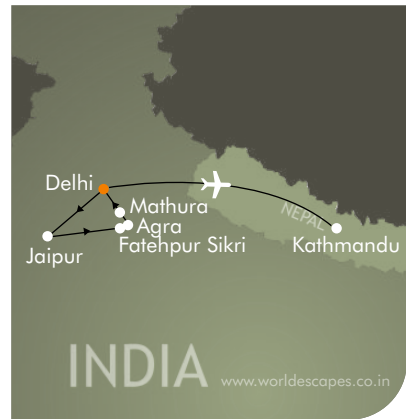 Delhi
Mathura
NEPAL
Agra
Fatehpur Sikri
Kathmandu
Jaipur
INDIA
www.worldescapes.co.in